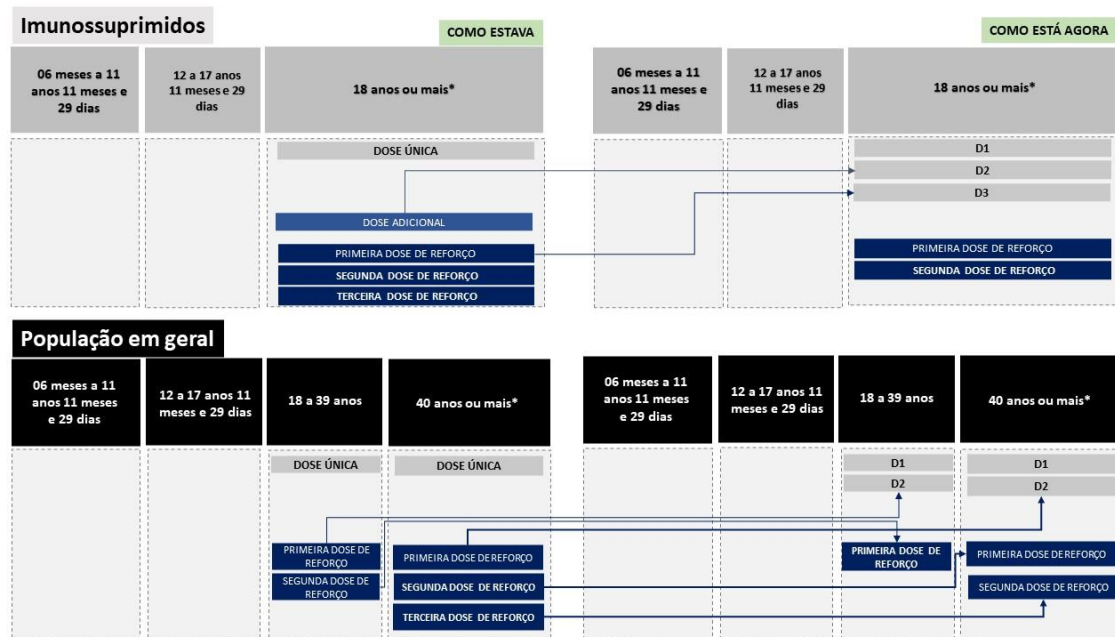 Imunossuprimidos
COMO ESTAVA
COMO ESTÁ AGORA
06 meses a 11
anos 11 meses e
29 dias
12 a 17 anos
11 meses e 29
dias
18 anos ou mais*
06 meses a 11
anos 11 meses e
29 dias
12 a 17 anos
11 meses e 29
dias
18 anos ou mais*
DOSE ÚNICA
DOSE ADICIONAL
PRIMEIRA DOSE DE REFORÇO
SEGUNDA DOSE DE REFORÇO
TERCEIRA DOSE DE REFORÇO
D1
D2
D3
PRIMEIRA DOSE DE REFORÇO
SEGUNDA DOSE DE REFORÇO
População em geral
06 meses a 11
anos 11 meses
e 29 dias
12 a 17 anos 11
meses e 29 dias
18 a 39 anos
40 anos ou mais*
06 meses a 11
anos 11 meses
e 29 dias
12 a 17 anos 11
meses e 29 dias
18 a 39 anos
40 anos ou mais*
DOSE ÚNICA
PRIMEIRA DOSE DE
REFORÇO
SEGUNDA DOSE DE
REFORÇO
DOSE ÚNICA
PRIMEIRA DOSE DE REFORÇO
SEGUNDA DOSE DE REFORÇO
TERCEIRA DOSE DE REFORÇO
D1
D2
PRIMEIRA DOSE DE
REFORÇO
D1
D2
PRIMEIRA DOSE DE REFORÇO
SEGUNDA DOSE DE REFORÇO